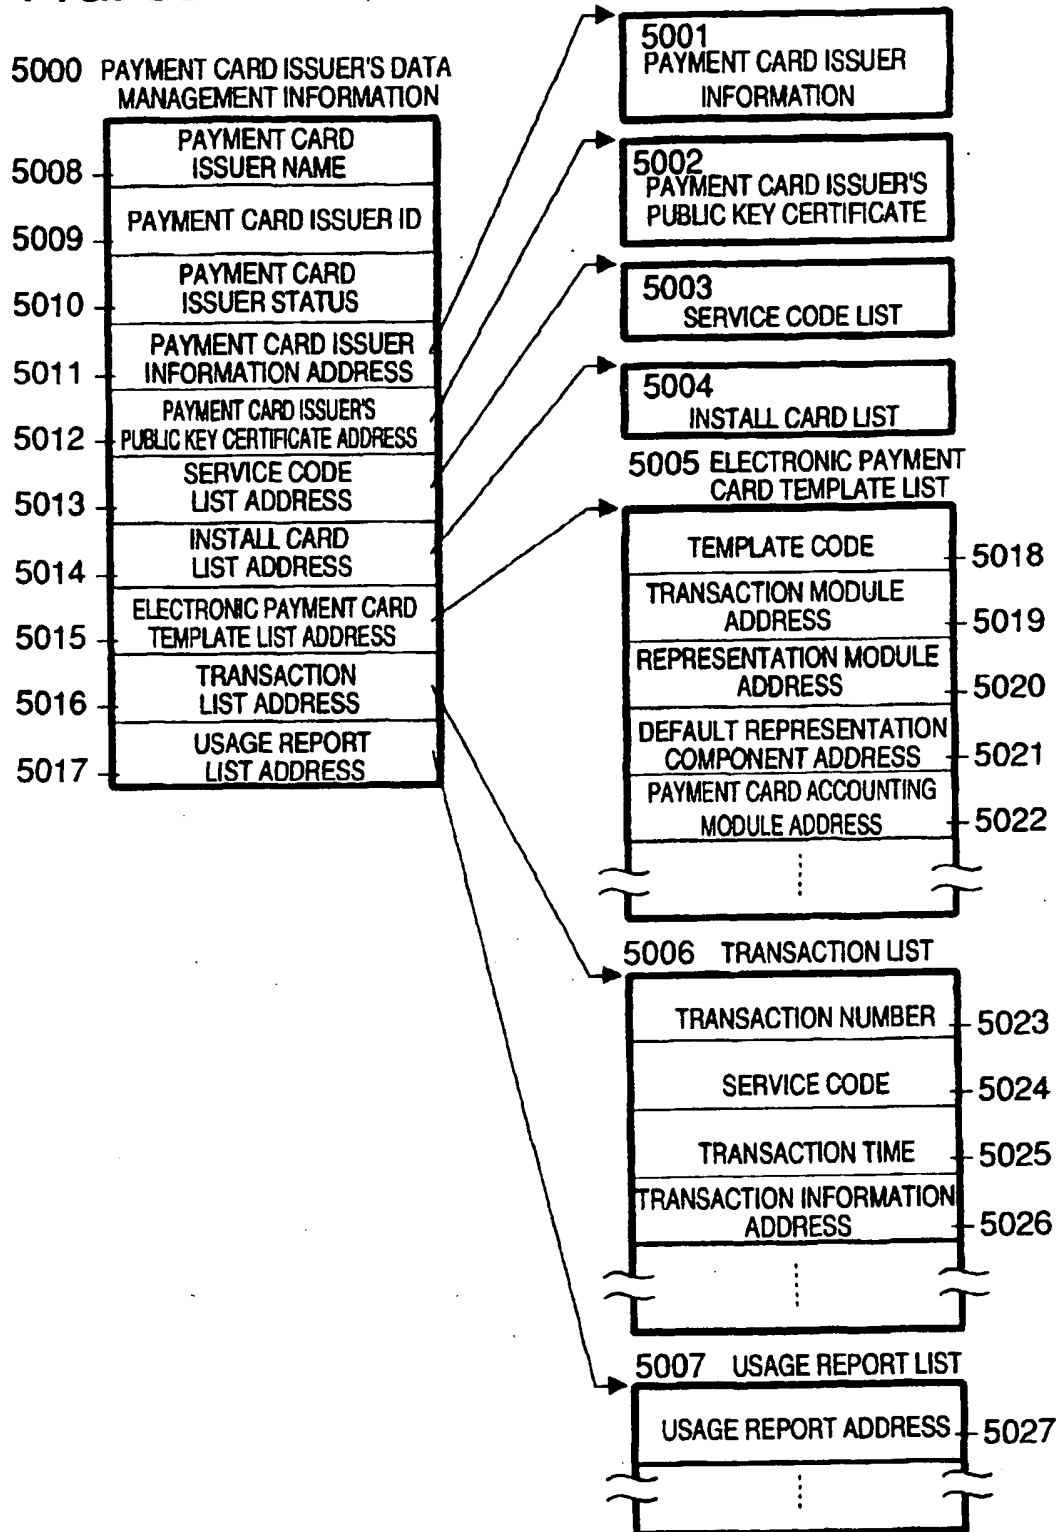 5000 PAYMENT CARD ISSUER'S DATA
MANAGEMENT INFORMATION
5008
PAYMENT CARD
ISSUER NAME
5009
PAYMENT CARD ISSUER ID
5010
PAYMENT CARD
ISSUER STATUS
5011
PAYMENT CARD ISSUER
INFORMATION ADDRESS
5012
PAYMENT CARD ISSUER'S
PUBLIC KEY CERTIFICATE ADDRESS
5013
SERVICE CODE
LIST ADDRESS
5014
INSTALL CARD
LIST ADDRESS
5015
ELECTRONIC PAYMENT CARD
TEMPLATE LIST ADDRESS
5016
TRANSACTION
LIST ADDRESS
5017
USAGE REPORT
LIST ADDRESS
5001
PAYMENT CARD ISSUER
INFORMATION
5002
PAYMENT CARD ISSUER'S
PUBLIC KEY CERTIFICATE
5003
SERVICE CODE LIST
5004
INSTALL CARD LIST
5005 ELECTRONIC PAYMENT
CARD TEMPLATE LIST
TEMPLATE CODE
5018
TRANSACTION MODULE
ADDRESS
5019
REPRESENTATION MODULE
ADDRESS
5020
DEFAULT REPRESENTATION
COMPONENT ADDRESS
5021
PAYMENT CARD ACCOUNTING
MODULE ADDRESS
5022
5006 TRANSACTION LIST
TRANSACTION NUMBER
5023
SERVICE CODE
5024
TRANSACTION TIME
5025
TRANSACTION INFORMATION
ADDRESS
5026
5007 USAGE REPORT LIST
USAGE REPORT ADDRESS
5027